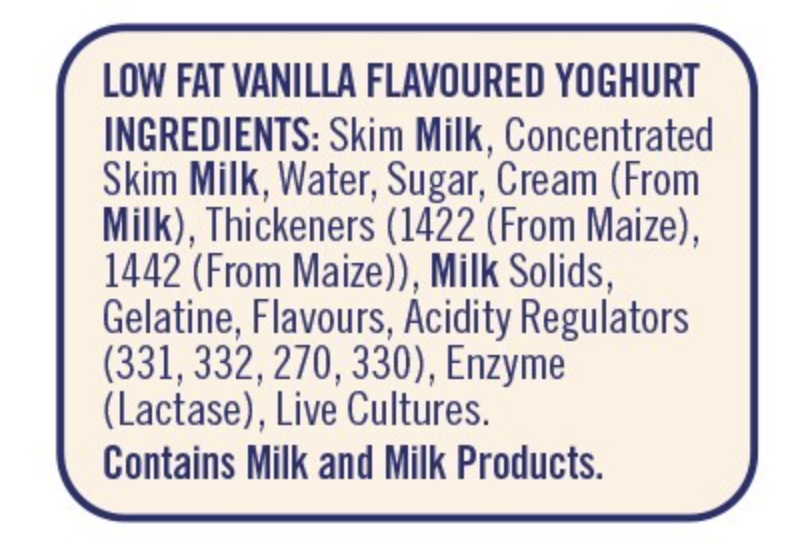 LOW FAT VANILLA FLAVOURED YOGHURT
INGREDIENTS: Skim Milk, Concentrated
Skim Milk, Water, Sugar, Cream (From
Milk), Thickeners (1422 (From Maize),
1442 (From Maize)), Milk Solids,
Gelatine, Flavours, Acidity Regulators
(331, 332, 270, 330), Enzyme
(Lactase), Live Cultures.
Contains Milk and Milk Products.